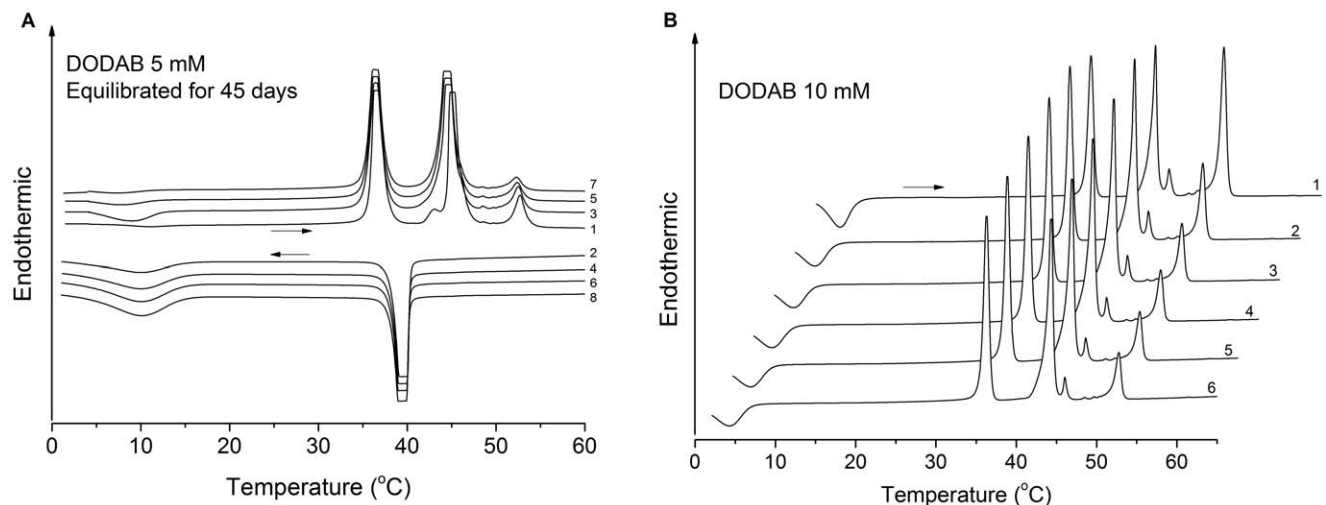 A
DODAB 5 mM
Equilibrated for 45 days
Endothermic
7
5
3
1
2
4
6
8
0 10 20 30 40 50 60
Temperature (°C)
B
DODAB 10 mM
Endothermic
1
2
3
4
5
6
0 10 20 30 40 50 60
Temperature (°C)